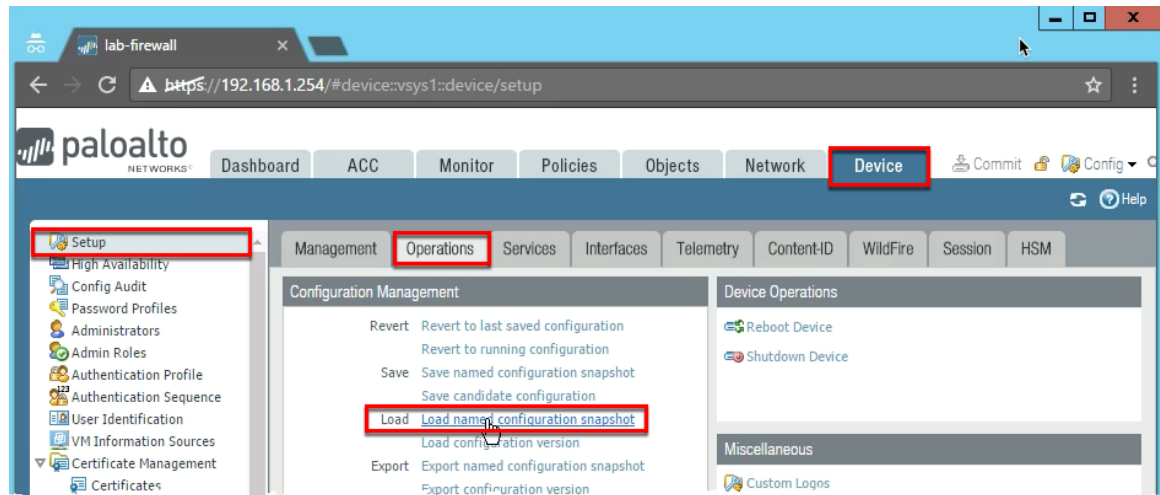 lab-firewall
https://192.168.1.254/#device::vsys1::device/setup
paloalto
NETWORKS®
Dashboard ACC Monitor Policies Objects Network Device Commit Config
Help
Setup
High Availability
Config Audit
Password Profiles
Administrators
Admin Roles
Authentication Profile
Authentication Sequence
User Identification
VM Information Sources
Certificate Management
Certificates
Management Operations Services Interfaces Telemetry Content-ID WildFire Session HSM
Configuration Management
Revert Revert to last saved configuration
Revert to running configuration
Save Save named configuration snapshot
Save candidate configuration
Load Load named configuration snapshot
Load configuration version
Export Export named configuration snapshot
Export configuration version
Device Operations
Reboot Device
Shutdown Device
Miscellaneous
Custom Logos